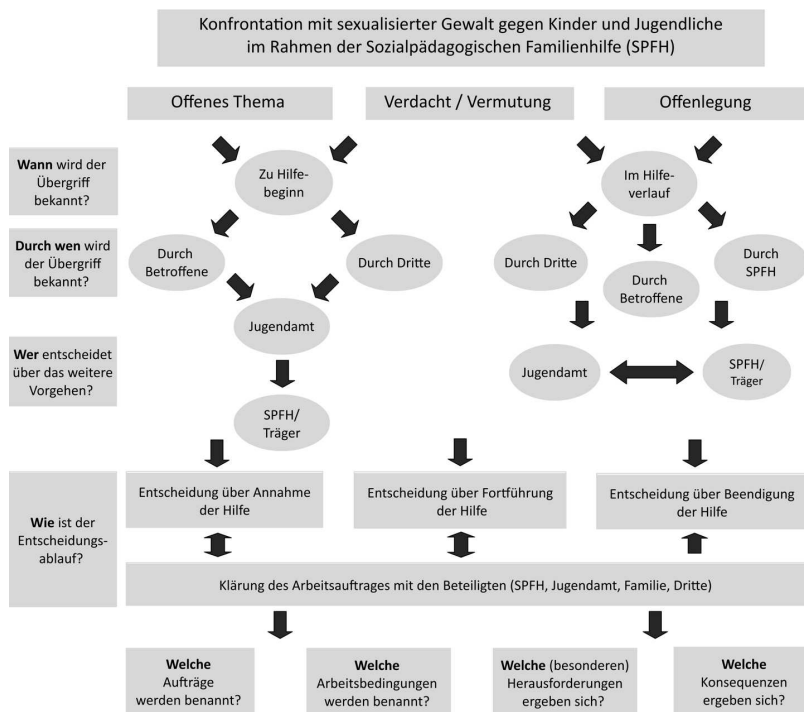 Konfrontation mit sexualisierter Gewalt gegen Kinder und Jugendliche
im Rahmen der Sozialpädagogischen Familienhilfe (SPFH)
Offenes Thema
Verdacht / Vermutung
Offenlegung
Wann wird der
Übergriff
bekannt?
Zu Hilfe-
beginn
Im Hilfe-
verlauf
Durch wen wird
der Übergriff
bekannt?
Durch
Betroffene
Durch Dritte
Durch Dritte
Durch
Betroffene
Durch
SPFH
Jugendamt
Wer entscheidet
über das weitere
Vorgehen?
Jugendamt
SPFH/
Träger
SPFH/
Träger
Wie ist der
Entscheidungs-
ablauf?
Entscheidung über Annahme
der Hilfe
Entscheidung über Fortführung
der Hilfe
Entscheidung über Beendigung
der Hilfe
Klärung des Arbeitsauftrages mit den Beteiligten (SPFH, Jugendamt, Familie, Dritte)
Welche
Aufträge
werden benannt?
Welche
Arbeitsbedingungen
werden benannt?
Welche (besonderen)
Herausforderungen
ergeben sich?
Welche
Konsequenzen
ergeben sich?